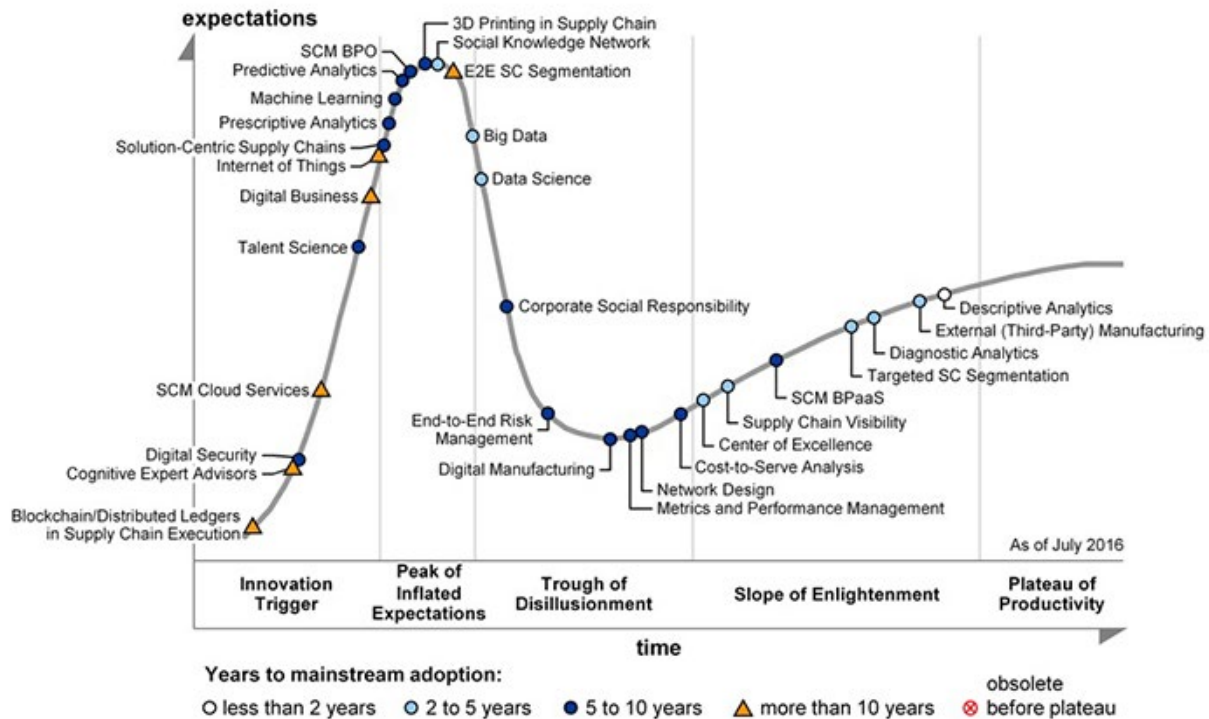 expectations
3D Printing in Supply Chain
Social Knowledge Network
SCM BPO
E2E SC Segmentation
Predictive Analytics
Machine Learning
Prescriptive Analytics
Big Data
Solution-Centric Supply Chains
Internet of Things
Data Science
Digital Business
Talent Science
Corporate Social Responsibility
Descriptive Analytics
External (Third-Party) Manufacturing
Diagnostic Analytics
Targeted SC Segmentation
SCM Cloud Services
SCM BPaaS
End-to-End Risk
Management
Supply Chain Visibility
Center of Excellence
Digital Security
Cognitive Expert Advisors
Digital Manufacturing
Cost-to-Serve Analysis
Network Design
Metrics and Performance Management
Blockchain/Distributed Ledgers
in Supply Chain Execution
As of July 2016
Innovation
Trigger
Peak of
Inflated
Expectations
Trough of
Disillusionment
Slope of Enlightenment
Plateau of
Productivity
time
Years to mainstream adoption:
less than 2 years
2 to 5 years
5 to 10 years
more than 10 years
obsolete
before plateau